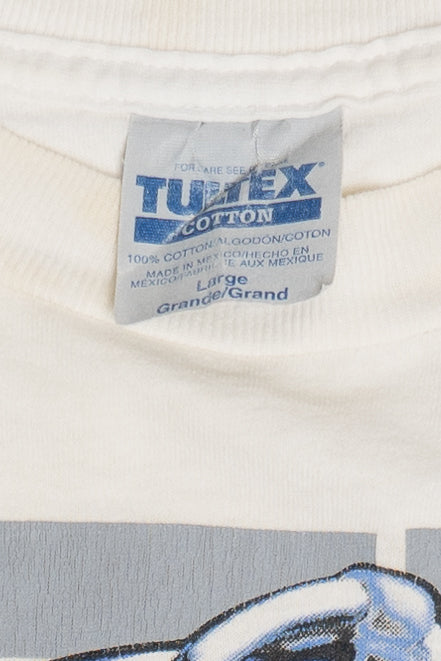 FOR CARE SEE
TULTEX®
COTTON
100% COTTON/ALGODÓN/COTON
MADE IN MEXICO/HECHO EN
MEXICO/FABRIQUE AUX MEXIQUE
Large
Grande/Grand